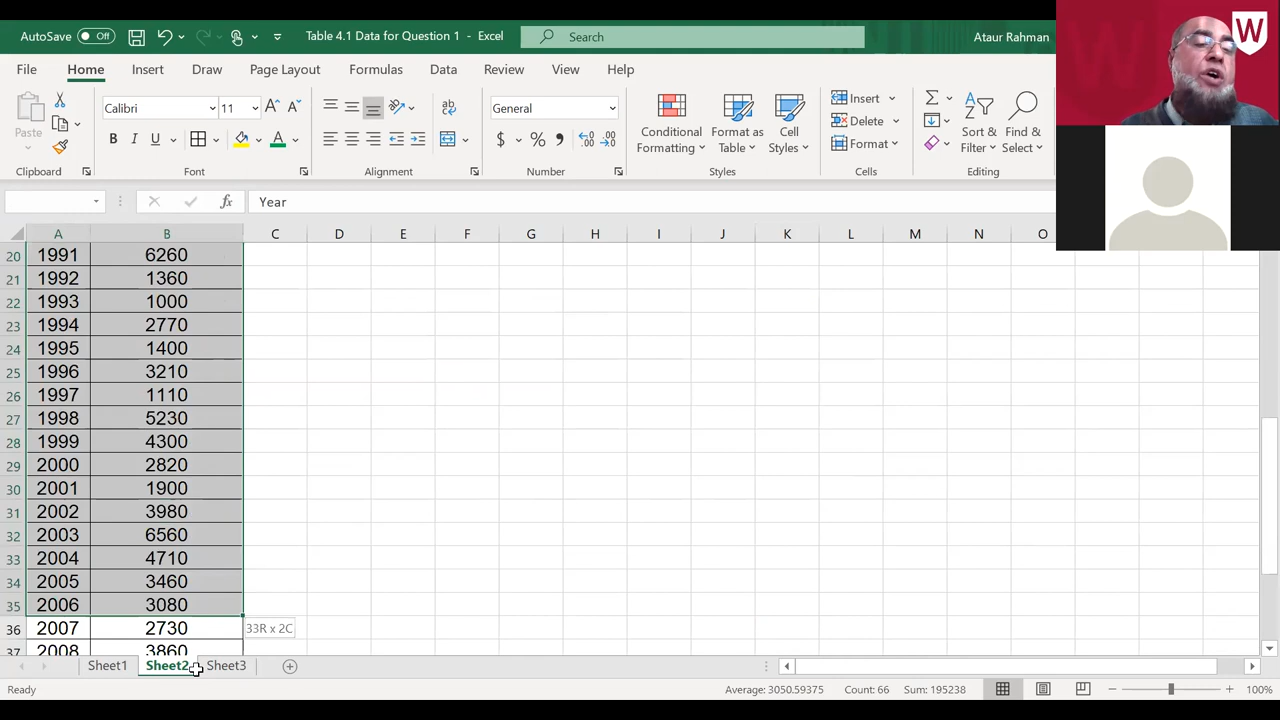 AutoSave Off Table 4.1 Data for Question 1 - Excel Search Ataur Rahman W
File Home Insert Draw Page Layout Formulas Data Review View Help
Paste Calibri 11 General Conditional Formatting Format as Table Cell Styles Insert Delete Format Sort & Filter Find & Select
Clipboard Font Alignment Number Styles Cells Editing
fx Year
A B C D E F G H I J K L M N O
20 1991 6260
21 1992 1360
22 1993 1000
23 1994 2770
24 1995 1400
25 1996 3210
26 1997 1110
27 1998 5230
28 1999 4300
29 2000 2820
30 2001 1900
31 2002 3980
32 2003 6560
33 2004 4710
34 2005 3460
35 2006 3080
36 2007 2730 33R x 2C
37 2008 3860
Sheet1 Sheet2 Sheet3
Ready Average: 3050.59375 Count: 66 Sum: 195238 100%